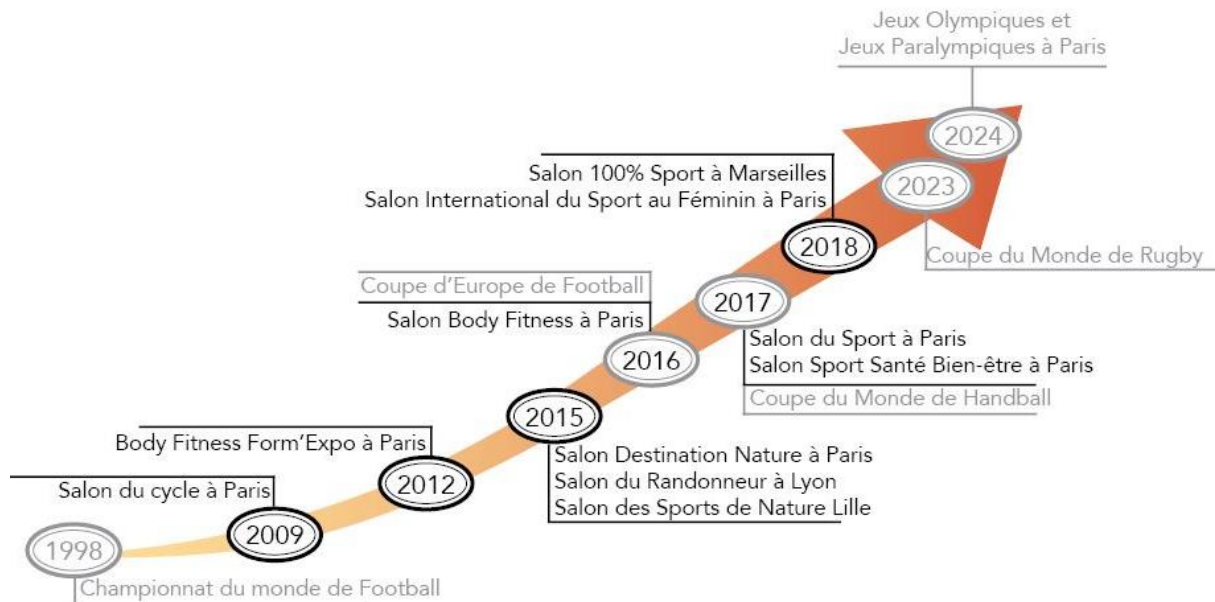 Jeux Olympiques et
Jeux Paralympiques à Paris
2024
Salon 100% Sport à Marseilles
Salon International du Sport au Féminin à Paris
2023
2018
Coupe du Monde de Rugby
Coupe d'Europe de Football
Salon Body Fitness à Paris
2017
Salon du Sport à Paris
Salon Sport Santé Bien-être à Paris
Coupe du Monde de Handball
2016
2015
Body Fitness Form'Expo à Paris
Salon Destination Nature à Paris
Salon du Randonneur à Lyon
Salon des Sports de Nature Lille
2012
Salon du cycle à Paris
2009
1998
Championnat du monde de Football